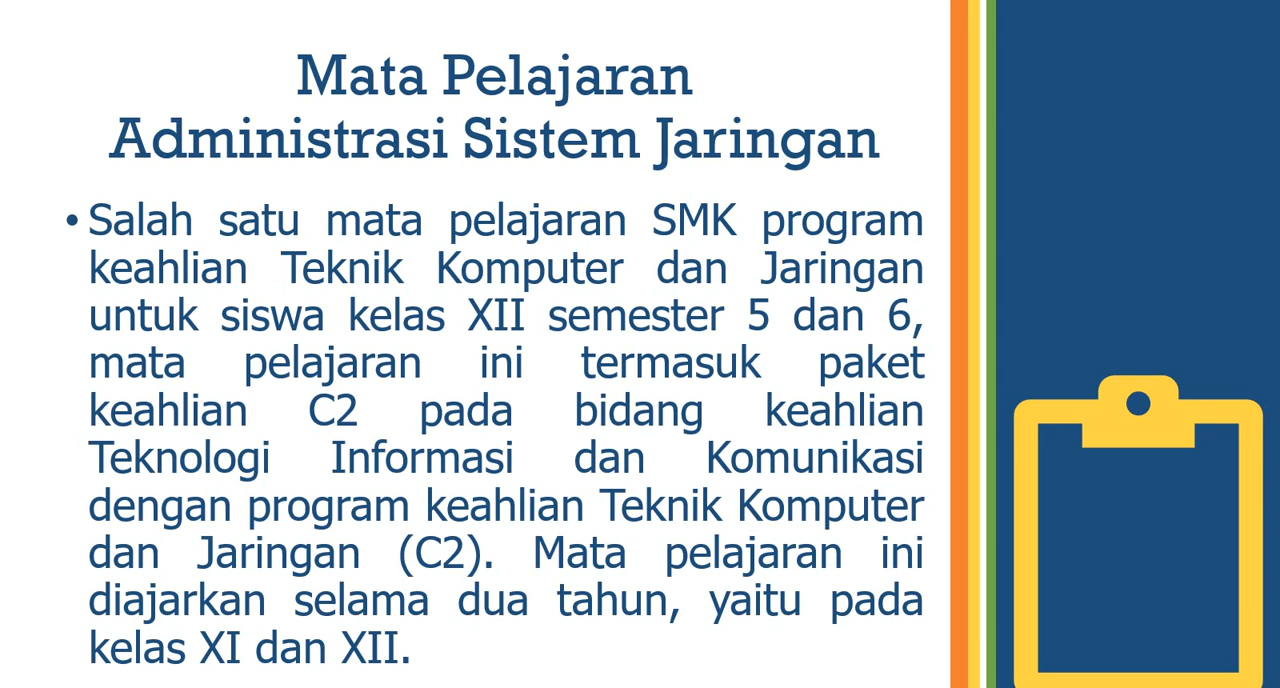 Mata Pelajaran
Administrasi Sistem Jaringan
• Salah satu mata pelajaran SMK program
keahlian Teknik Komputer dan Jaringan
untuk siswa kelas XII semester 5 dan 6,
mata pelajaran ini termasuk paket
keahlian C2 pada bidang keahlian
Teknologi Informasi dan Komunikasi
dengan program keahlian Teknik Komputer
dan Jaringan (C2). Mata pelajaran ini
diajarkan selama dua tahun, yaitu pada
kelas XI dan XII.